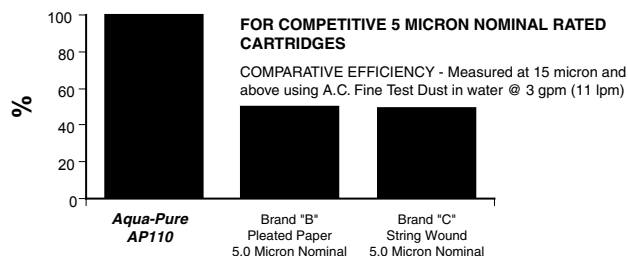 FOR COMPETITIVE 5 MICRON NOMINAL RATED
CARTRIDGES
COMPARATIVE EFFICIENCY - Measured at 15 micron and
above using A.C. Fine Test Dust in water @ 3 gpm (11 lpm)
%
100
80
60
40
20
0
Aqua-Pure
AP110
Brand "B"
Pleated Paper
5.0 Micron Nominal
Brand "C"
String Wound
5.0 Micron Nominal